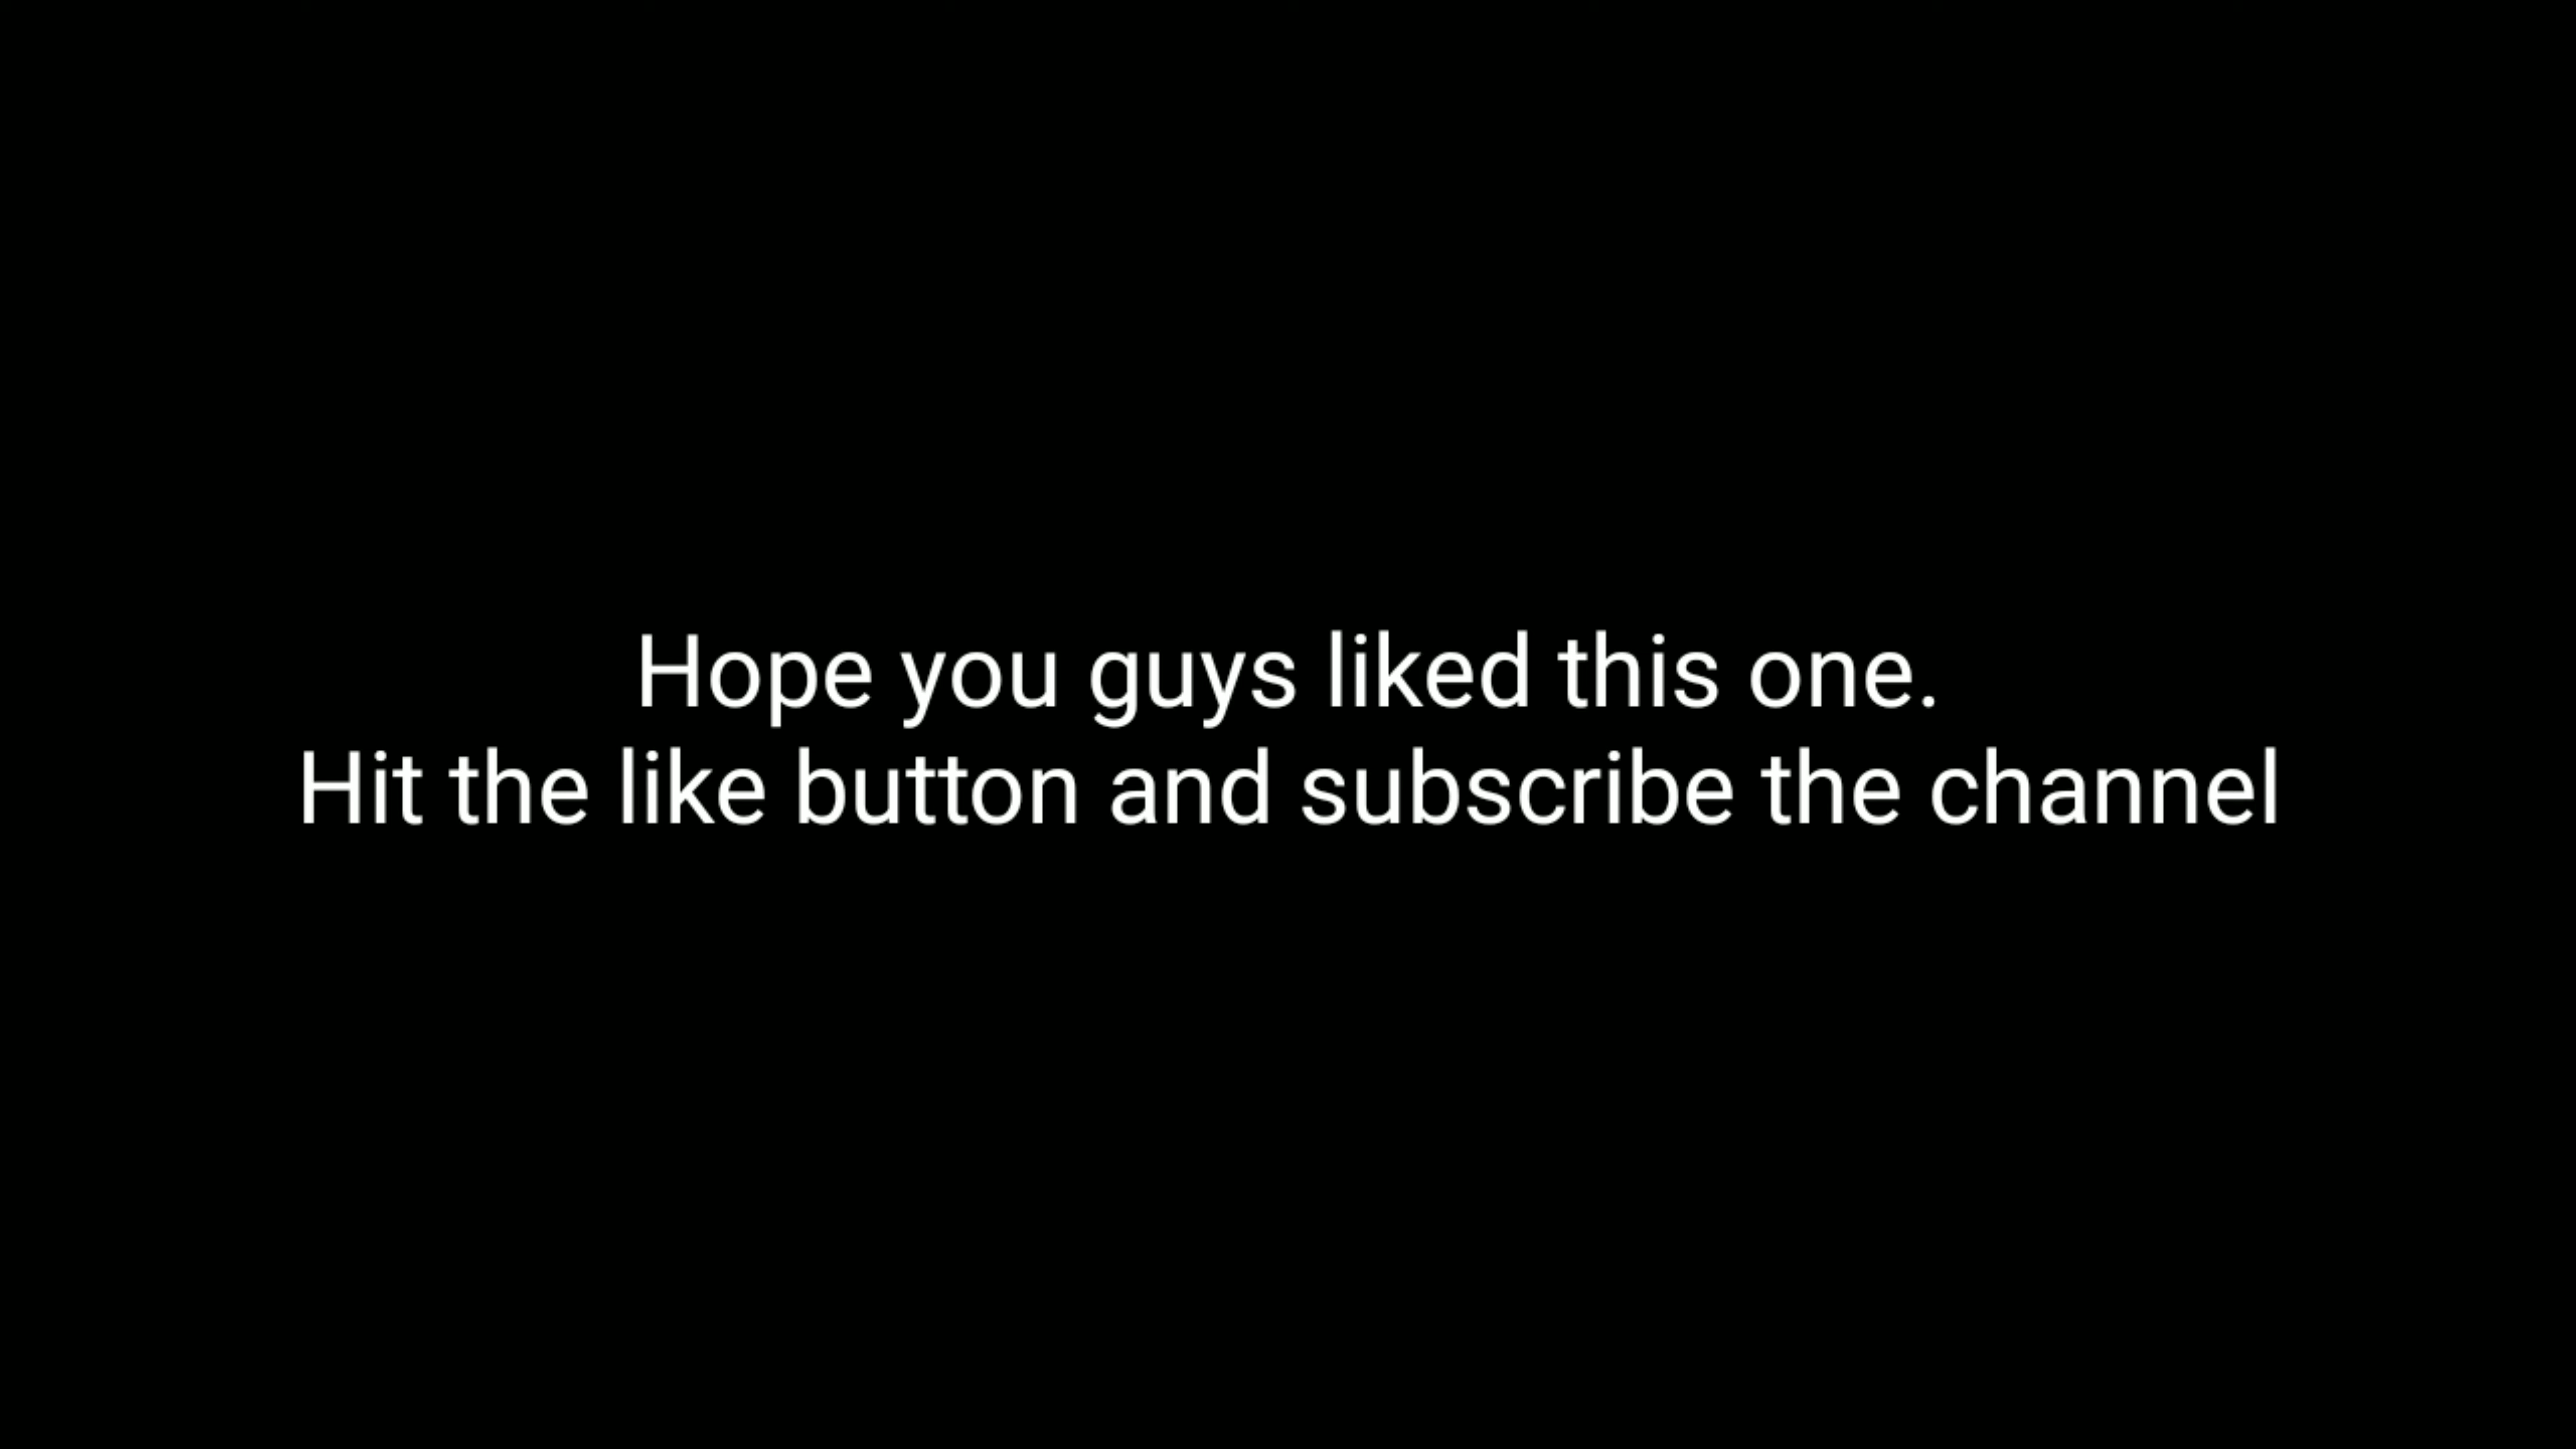 Hope you guys liked this one.
Hit the like button and subscribe the channel